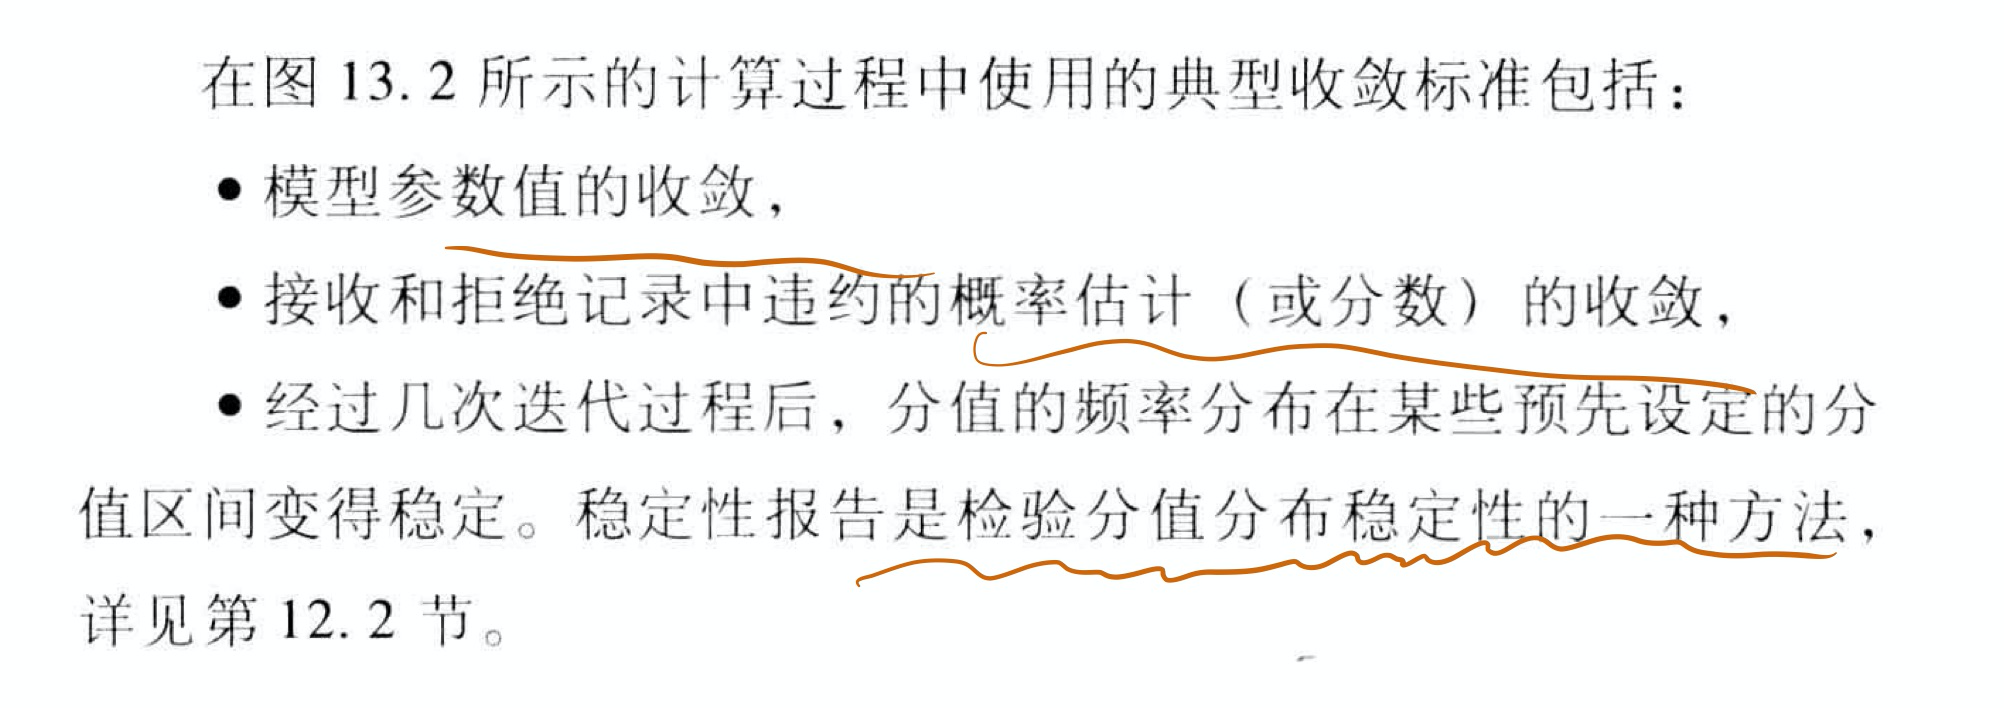 在图 13.2 所示的计算过程中使用的典型收敛标准包括：
● 模型参数值的收敛，
● 接收和拒绝记录中违约的概率估计（或分数）的收敛，
● 经过几次迭代过程后，分值的频率分布在某些预先设定的分
值区间变得稳定。稳定性报告是检验分值分布稳定性的一种方法，
详见第 12.2 节。